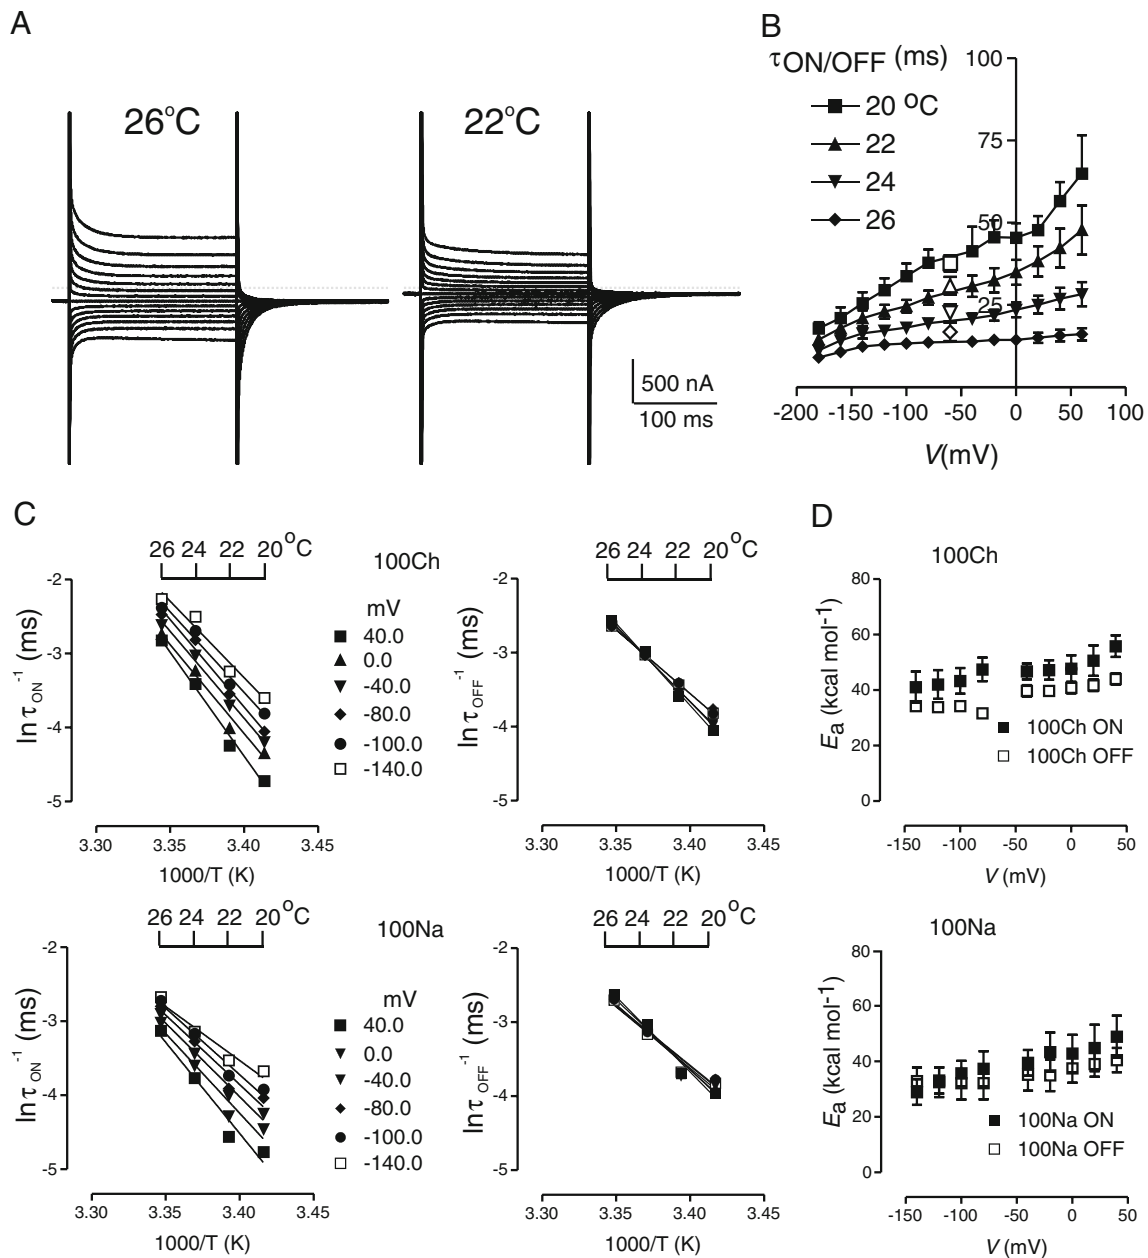 A
26°C
22°C
500 nA
100 ms
B
τON/OFF (ms)
20 °C
22
24
26
100
75
50
25
-200 -150 -100 -50 0 50 100
V(mV)
C
26 24 22 20°C
100Ch
mV
40.0
0.0
-40.0
-80.0
-100.0
-140.0
ln τON⁻¹ (ms)
-2
-3
-4
-5
3.30 3.35 3.40 3.45
1000/T (K)
26 24 22 20°C
ln τOFF⁻¹ (ms)
-2
-3
-4
-5
3.30 3.35 3.40 3.45
1000/T (K)
D
100Ch
Ea (kcal mol⁻¹)
80
60
40
20
0
100Ch ON
100Ch OFF
-150 -100 -50 0 50
V (mV)
26 24 22 20°C
100Na
mV
40.0
0.0
-40.0
-80.0
-100.0
-140.0
ln τON⁻¹ (ms)
-2
-3
-4
-5
3.30 3.35 3.40 3.45
1000/T (K)
26 24 22 20°C
ln τOFF⁻¹ (ms)
-2
-3
-4
-5
3.30 3.35 3.40 3.45
1000/T (K)
100Na
Ea (kcal mol⁻¹)
80
60
40
20
0
100Na ON
100Na OFF
-150 -100 -50 0 50
V (mV)